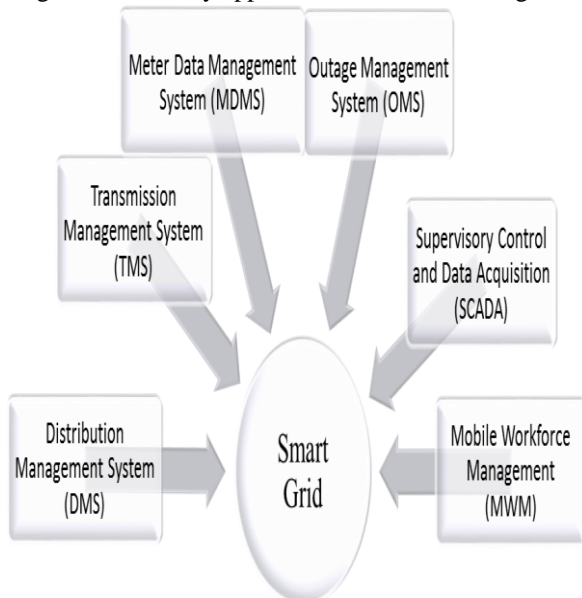 Meter Data Management
System (MDMS)
Outage Management
System (OMS)
Transmission
Management System
(TMS)
Supervisory Control
and Data Acquisition
(SCADA)
Distribution
Management System
(DMS)
Smart
Grid
Mobile Workforce
Management
(MWM)